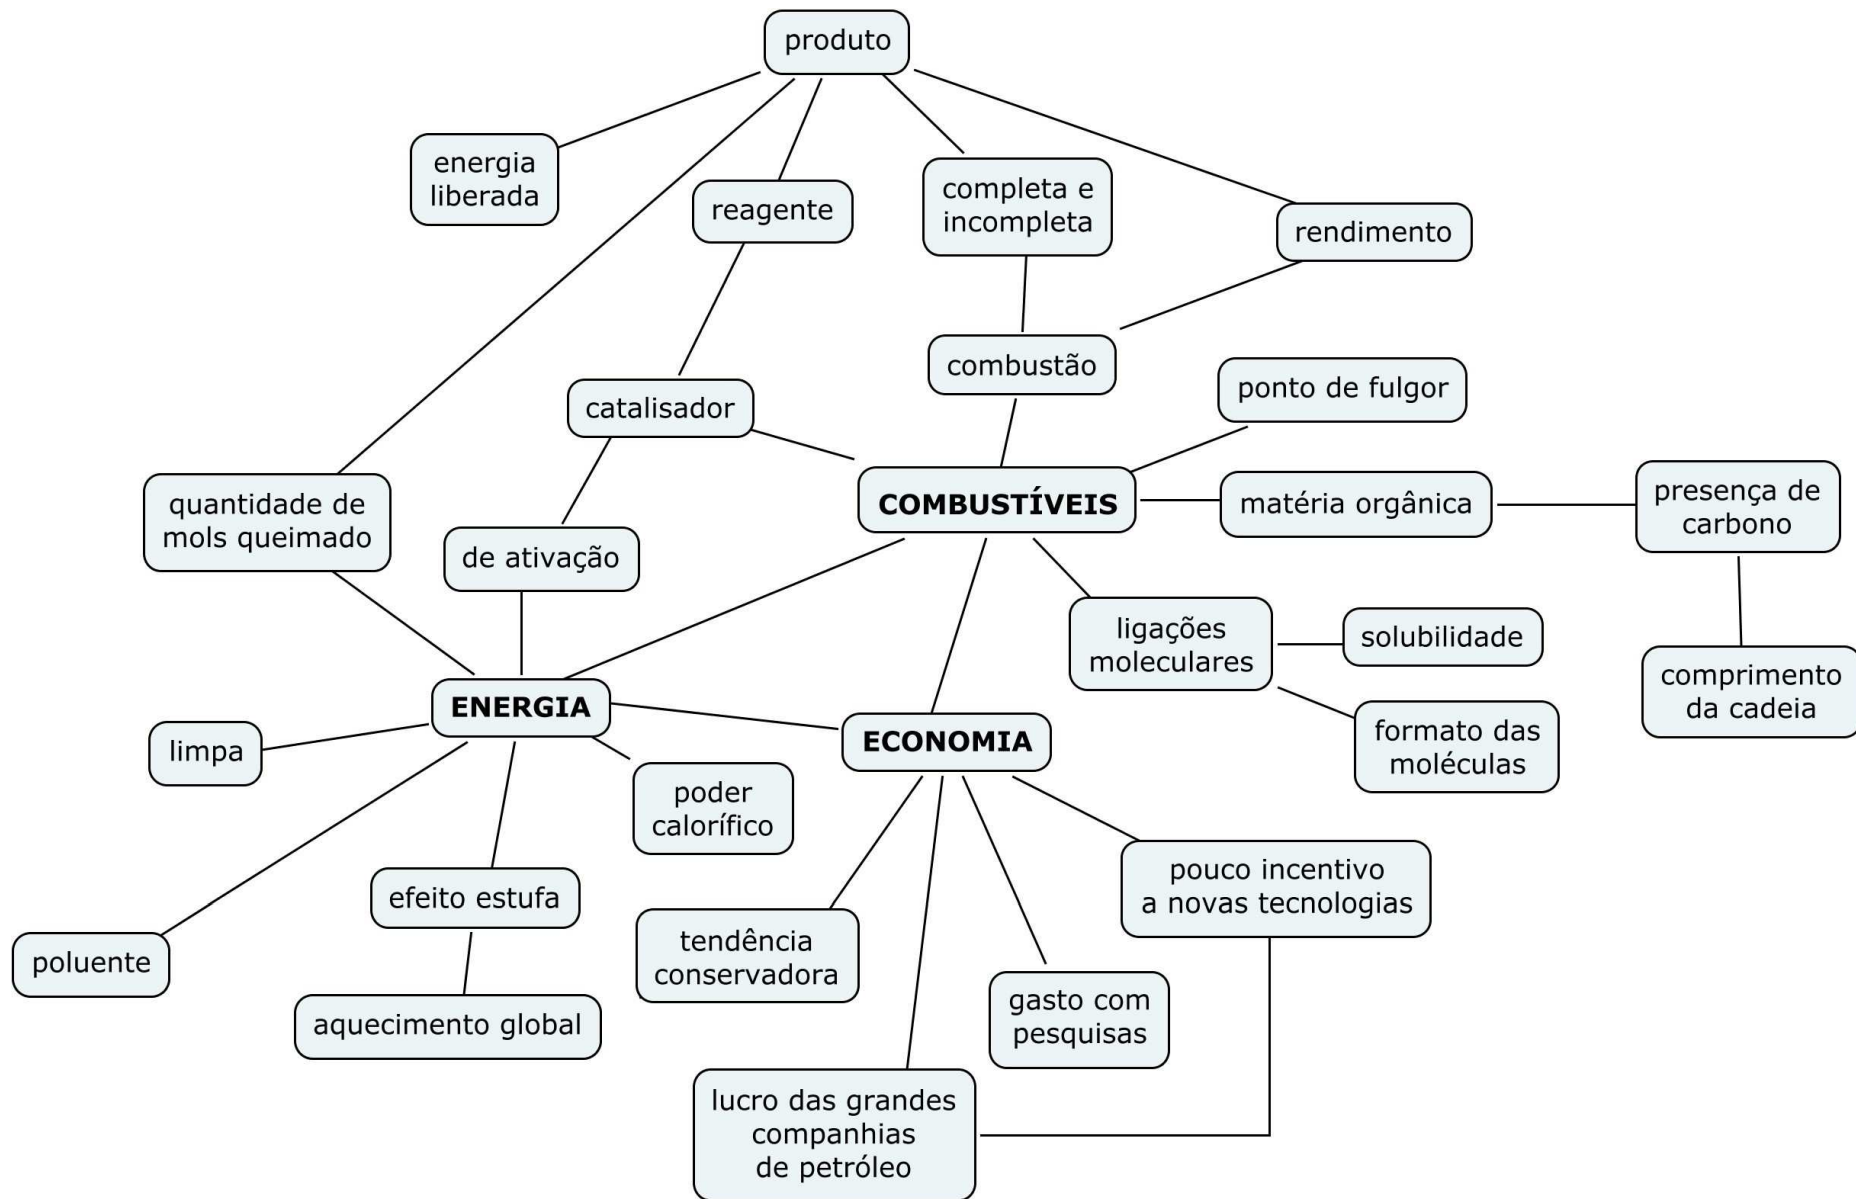 produto
energia
liberada
reagente
completa e
incompleta
rendimento
combustão
ponto de fulgor
catalisador
COMBUSTÍVEIS
matéria orgânica
presença de
carbono
quantidade de
mols queimado
de ativação
ligações
moleculares
solubilidade
comprimento
da cadeia
formato das
moléculas
ENERGIA
ECONOMIA
limpa
poder
calorífico
efeito estufa
poluente
aquecimento global
tendência
conservadora
pouco incentivo
a novas tecnologias
gasto com
pesquisas
lucro das grandes
companhias
de petróleo